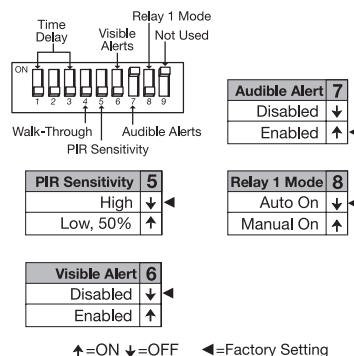 Relay 1 Mode
Time Delay
Visible Alerts
Not Used
ON
1 2 3 4 5 6 7 8 9
Walk-Through
Audible Alerts
PIR Sensitivity
Audible Alert 7
Disabled ↓
Enabled ↑ ◄
PIR Sensitivity 5
High ↓ ◄
Low, 50% ↑
Relay 1 Mode 8
Auto On ↓ ◄
Manual On ↑
Visible Alert 6
Disabled ↓ ◄
Enabled ↑
↑=ON ↓=OFF ◄=Factory Setting